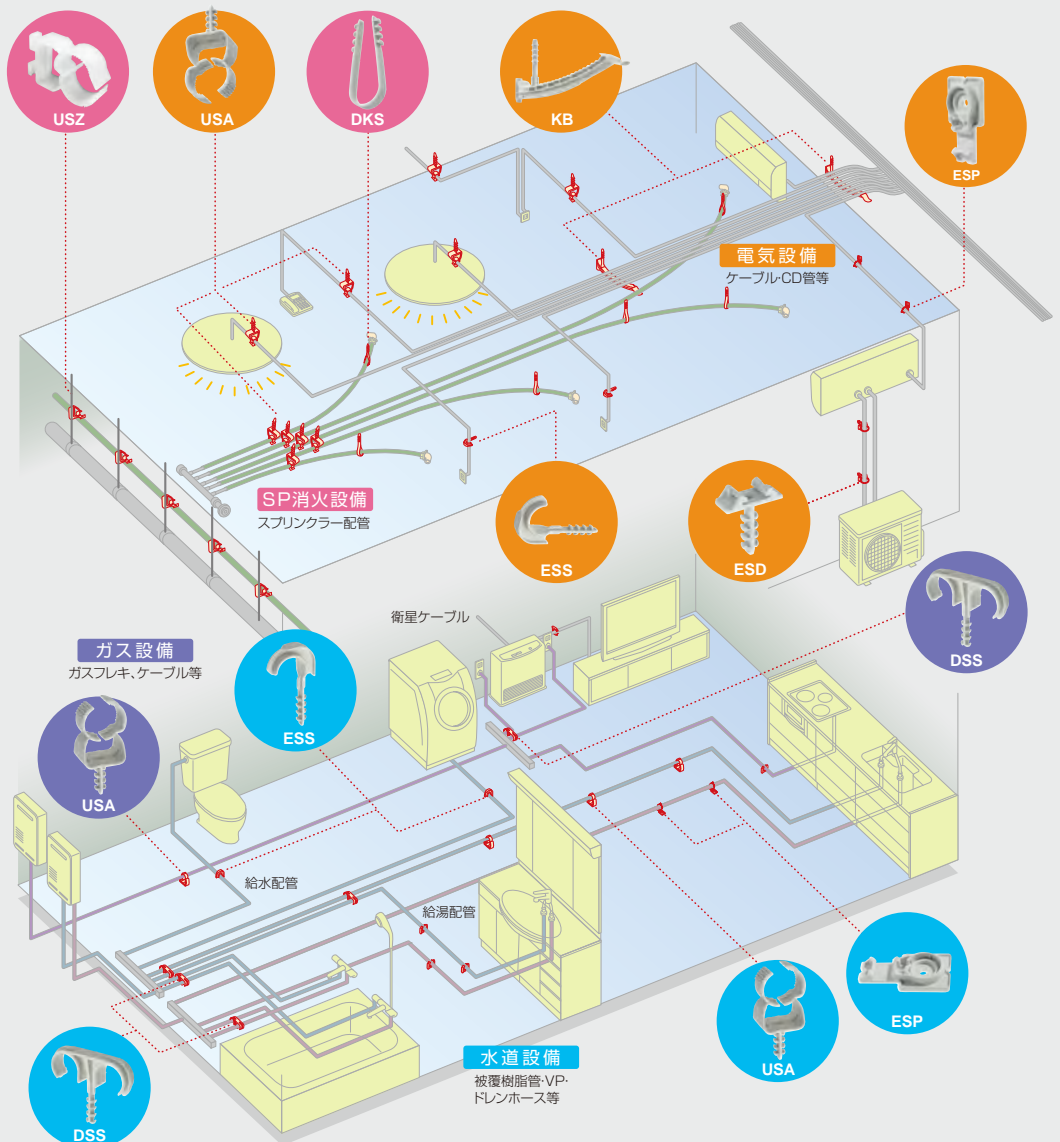 USZ
USA
DKS
KB
ESP
電気設備
ケーブル・CD管等
SP消火設備
スプリンクラー配管
ESS
ESD
DSS
衛星ケーブル
ガス設備
ガスフレキ、ケーブル等
ESS
USA
給水配管
給湯配管
ESP
USA
水道設備
被覆樹脂管・VP・
ドレンホース等
DSS